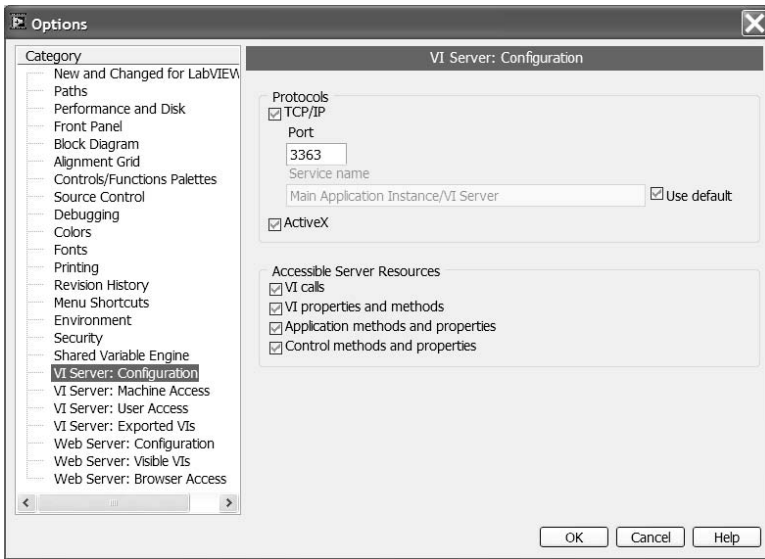 Options
Category
New and Changed for LabVIEW
Paths
Performance and Disk
Front Panel
Block Diagram
Alignment Grid
Controls/Functions Palettes
Source Control
Debugging
Colors
Fonts
Printing
Revision History
Menu Shortcuts
Environment
Security
Shared Variable Engine
VI Server: Configuration
VI Server: Machine Access
VI Server: User Access
VI Server: Exported VIs
Web Server: Configuration
Web Server: Visible VIs
Web Server: Browser Access
VI Server: Configuration
Protocols
TCP/IP
Port
3363
Service name
Main Application Instance/VI Server Use default
ActiveX
Accessible Server Resources
VI calls
VI properties and methods
Application methods and properties
Control methods and properties
OK Cancel Help